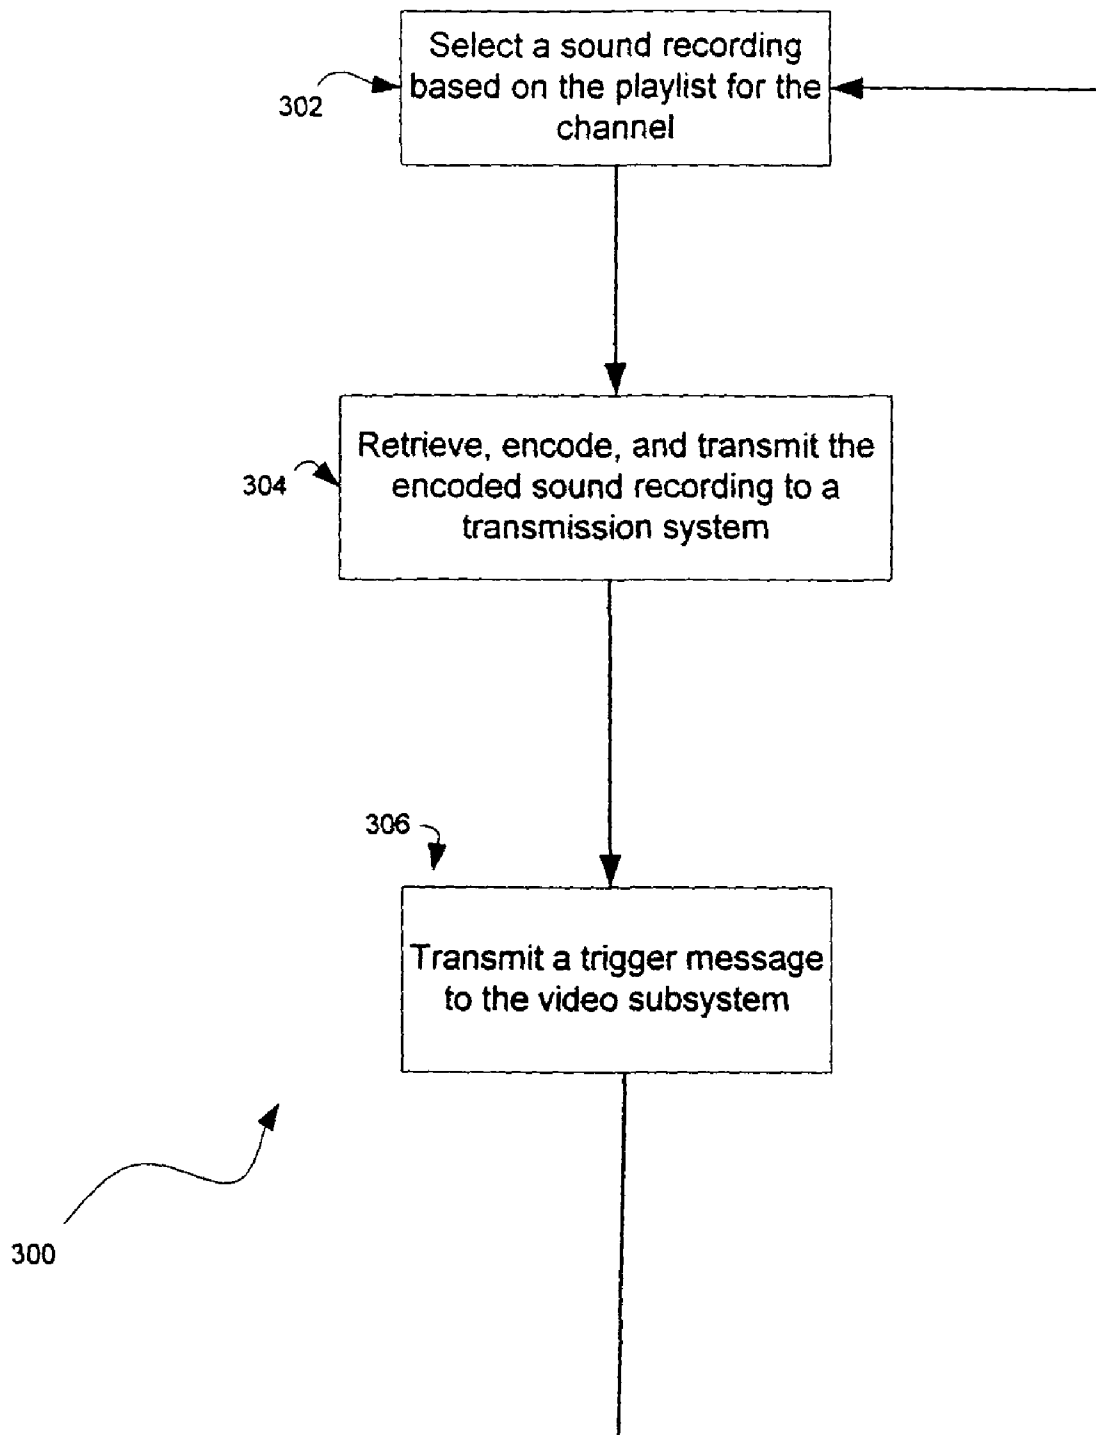 Select a sound recording
based on the playlist for the
channel
302
Retrieve, encode, and transmit the
encoded sound recording to a
transmission system
304
306
Transmit a trigger message
to the video subsystem
300